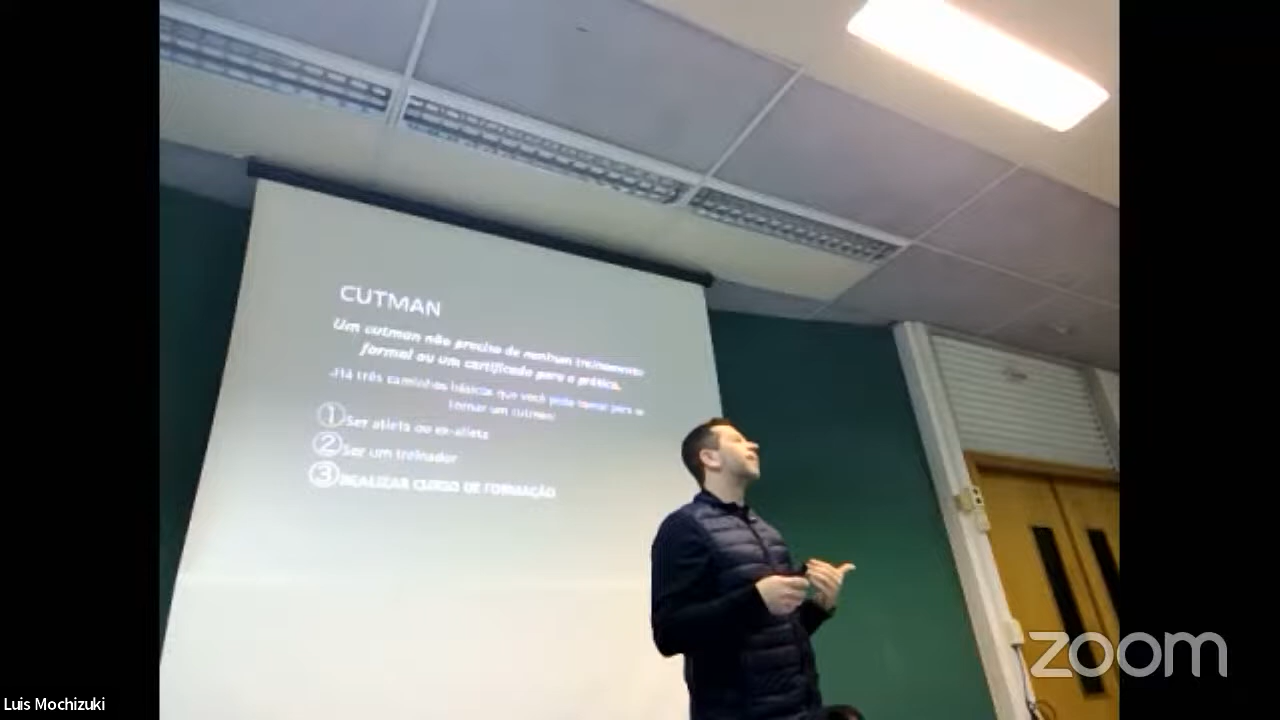 CUTMAN
Um cutman não precisa de nenhum treinamento
formal ou um certificado para a prática.
Há três caminhos básicos que você pode tomar para se
tornar um cutman:
①Ser atleta ou ex-atleta
②Ser um treinador
③REALIZAR CURSO DE FORMAÇÃO
zoom
Luis Mochizuki